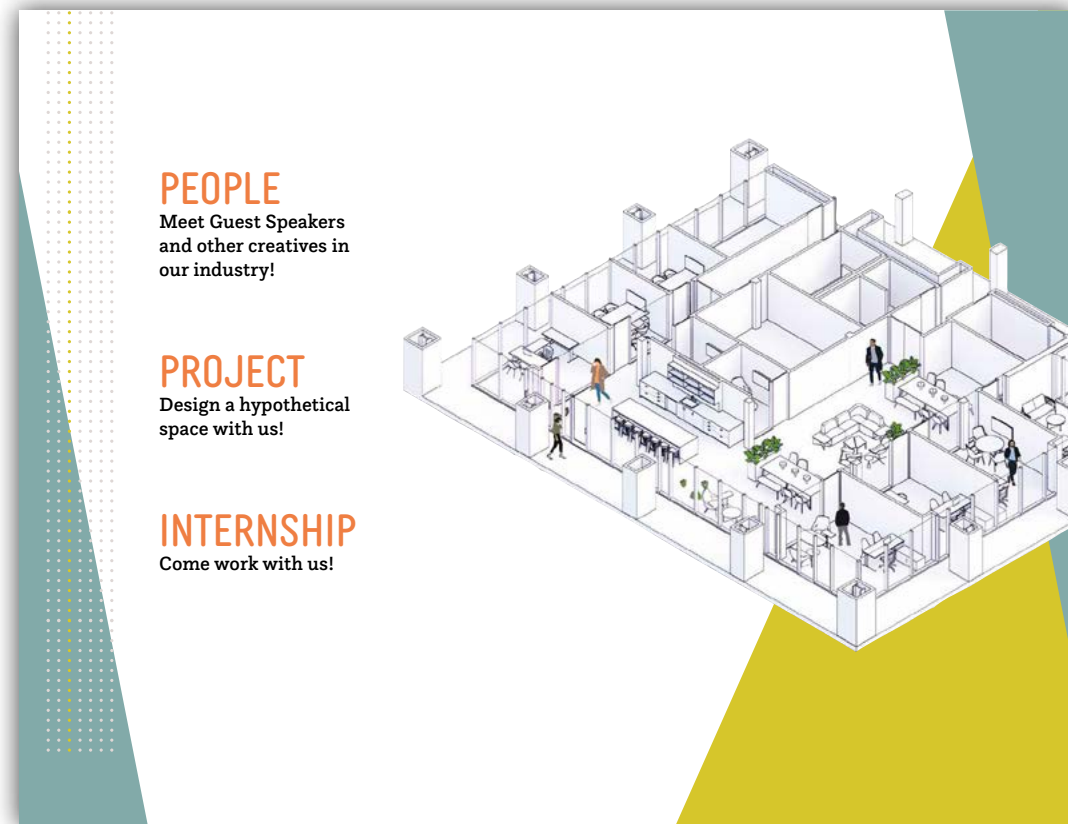 PEOPLE
Meet Guest Speakers
and other creatives in
our industry!
PROJECT
Design a hypothetical
space with us!
INTERNSHIP
Come work with us!